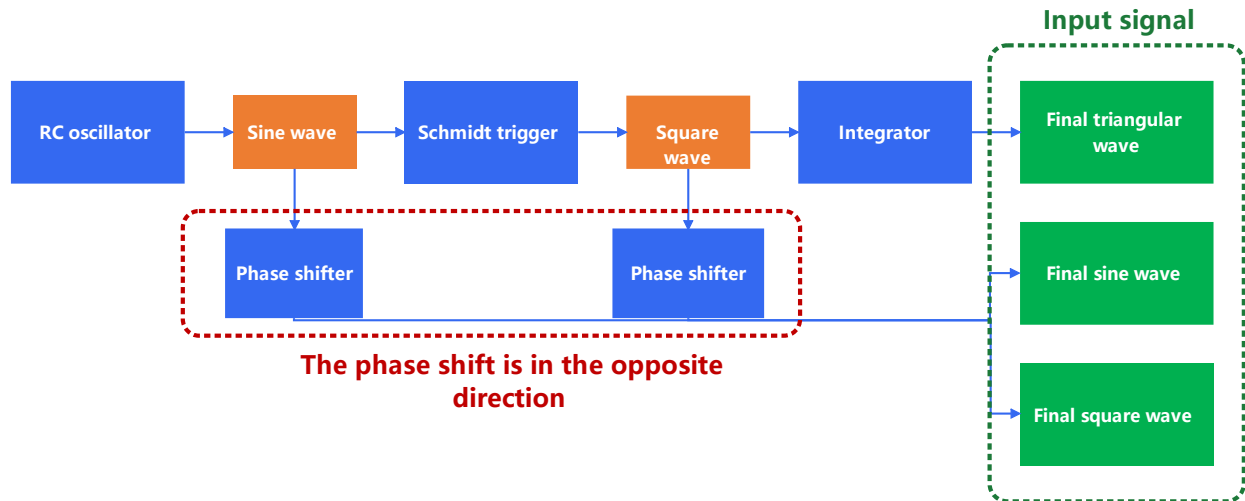 Input signal
RC oscillator
Sine wave
Schmidt trigger
Square
wave
Integrator
Final triangular
wave
Phase shifter
Phase shifter
Final sine wave
The phase shift is in the opposite
direction
Final square wave